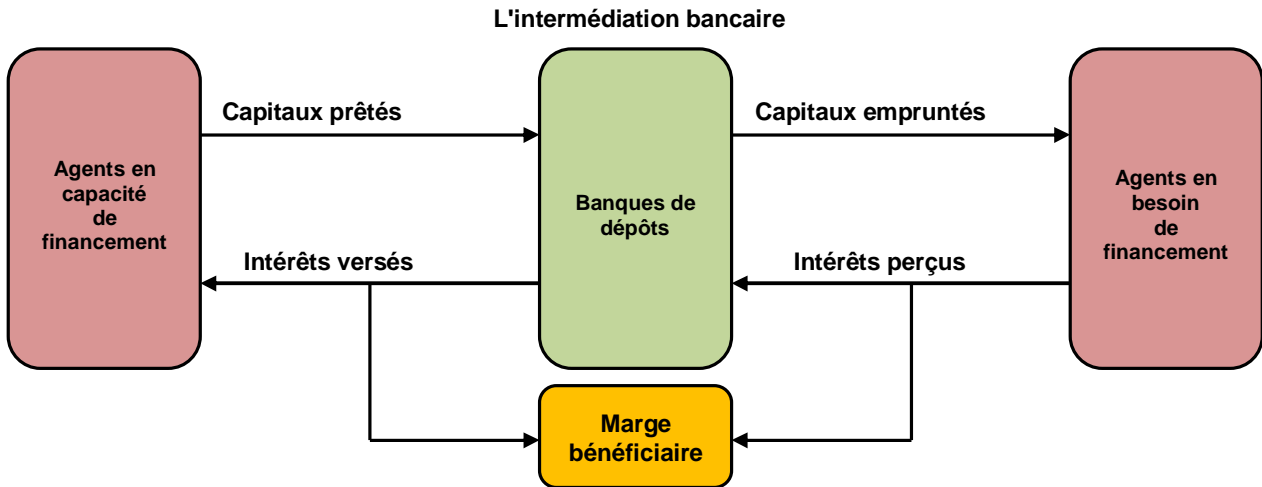 L'intermédiation bancaire
Capitaux prêtés
Capitaux empruntés
Agents en
capacité
de
financement
Banques de
dépôts
Agents en
besoin
de
financement
Intérêts versés
Intérêts perçus
Marge
bénéficiaire